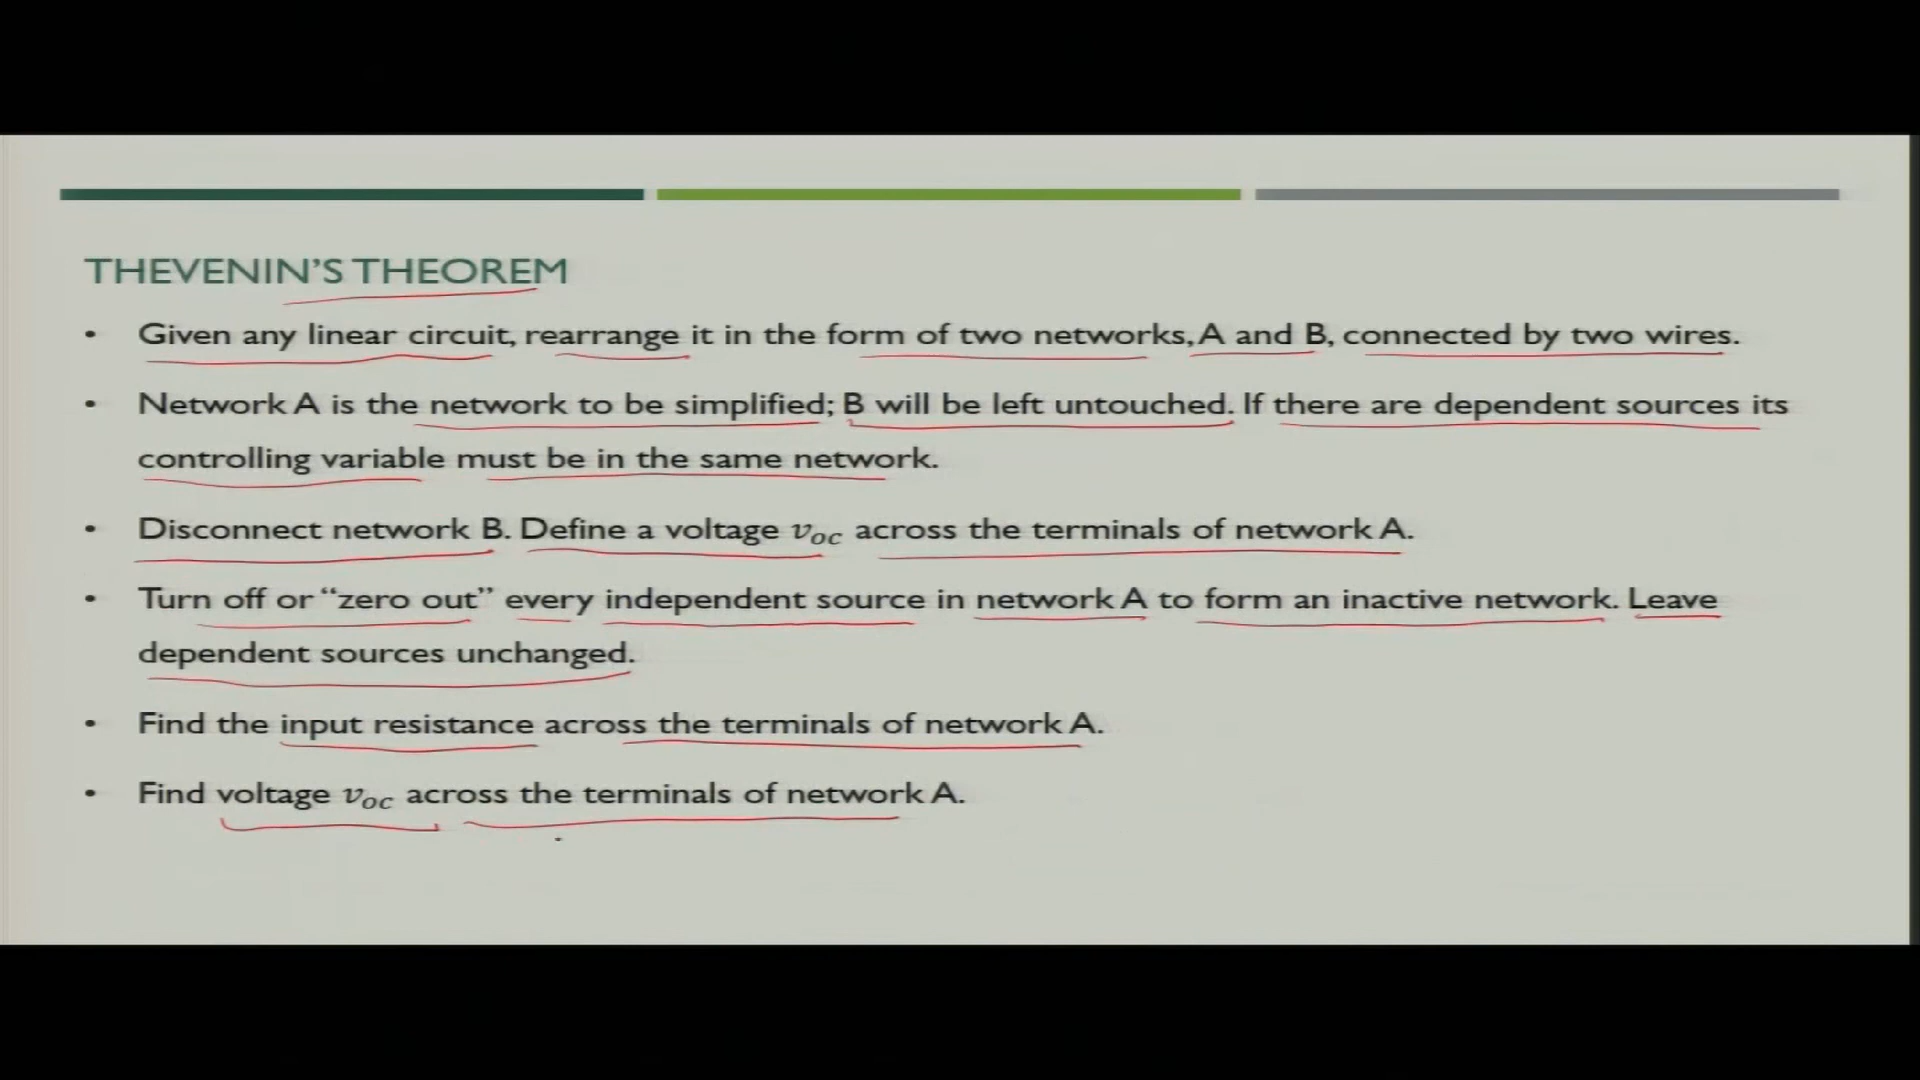 THEVENIN'S THEOREM
• Given any linear circuit, rearrange it in the form of two networks, A and B, connected by two wires.
• Network A is the network to be simplified; B will be left untouched. If there are dependent sources its
controlling variable must be in the same network.
• Disconnect network B. Define a voltage v_oc across the terminals of network A.
• Turn off or “zero out” every independent source in network A to form an inactive network. Leave
dependent sources unchanged.
• Find the input resistance across the terminals of network A.
• Find voltage v_oc across the terminals of network A.